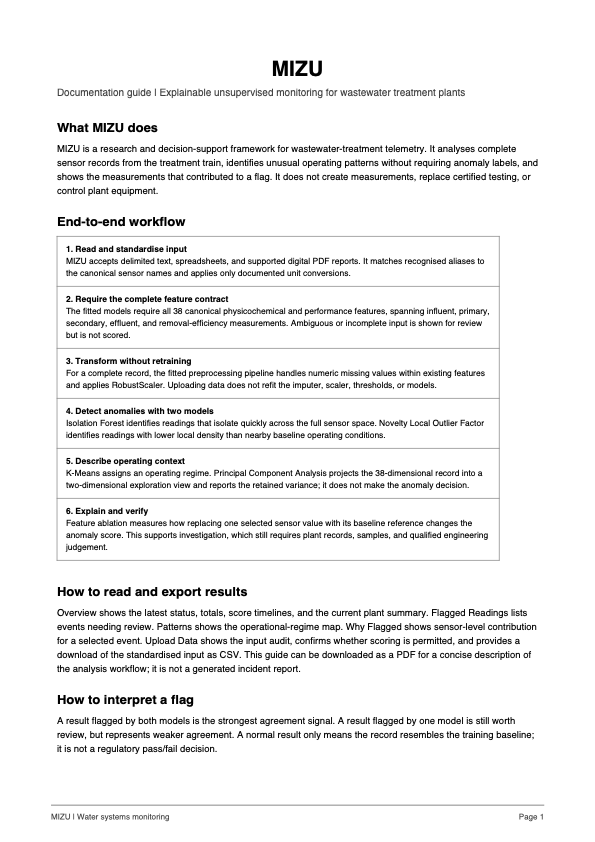 MIZU
Documentation guide | Explainable unsupervised monitoring for wastewater treatment plants
What MIZU does
MIZU is a research and decision-support framework for wastewater-treatment telemetry. It analyses complete
sensor records from the treatment train, identifies unusual operating patterns without requiring anomaly labels, and
shows the measurements that contributed to a flag. It does not create measurements, replace certified testing, or
control plant equipment.
End-to-end workflow
1. Read and standardise input
MIZU accepts delimited text, spreadsheets, and supported digital PDF reports. It matches recognised aliases to
the canonical sensor names and applies only documented unit conversions.
2. Require the complete feature contract
The fitted models require all 38 canonical physicochemical and performance features, spanning influent, primary,
secondary, effluent, and removal-efficiency measurements. Ambiguous or incomplete input is shown for review
but is not scored.
3. Transform without retraining
For a complete record, the fitted preprocessing pipeline handles numeric missing values within existing features
and applies RobustScaler. Uploading data does not refit the imputer, scaler, thresholds, or models.
4. Detect anomalies with two models
Isolation Forest identifies readings that isolate quickly across the full sensor space. Novelty Local Outlier Factor
identifies readings with lower local density than nearby baseline operating conditions.
5. Describe operating context
K-Means assigns an operating regime. Principal Component Analysis projects the 38-dimensional record into a
two-dimensional exploration view and reports the retained variance; it does not make the anomaly decision.
6. Explain and verify
Feature ablation measures how replacing one selected sensor value with its baseline reference changes the
anomaly score. This supports investigation, which still requires plant records, samples, and qualified engineering
judgement.
How to read and export results
Overview shows the latest status, totals, score timelines, and the current plant summary. Flagged Readings lists
events needing review. Patterns shows the operational-regime map. Why Flagged shows sensor-level contribution
for a selected event. Upload Data shows the input audit, confirms whether scoring is permitted, and provides a
download of the standardised input as CSV. This guide can be downloaded as a PDF for a concise description of
the analysis workflow; it is not a generated incident report.
How to interpret a flag
A result flagged by both models is the strongest agreement signal. A result flagged by one model is still worth
review, but represents weaker agreement. A normal result only means the record resembles the training baseline;
it is not a regulatory pass/fail decision.
MIZU | Water systems monitoring
Page 1